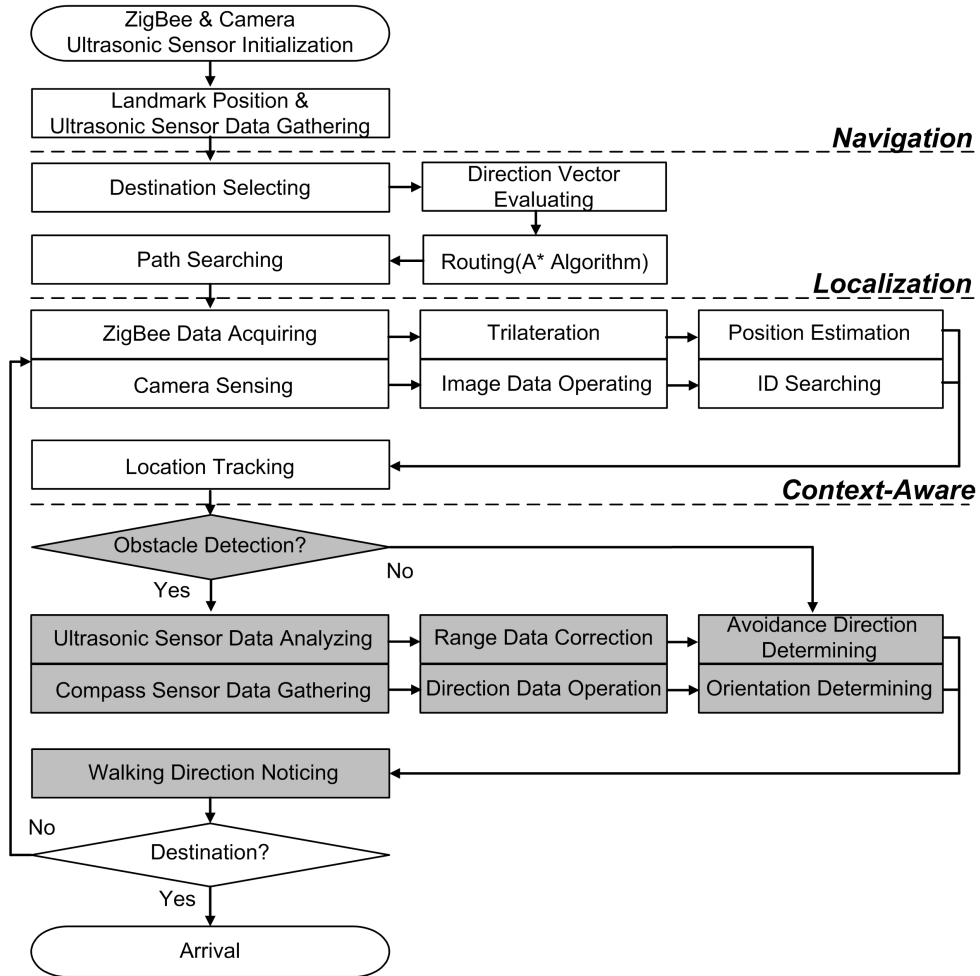 ZigBee & Camera
Ultrasonic Sensor Initialization
Landmark Position &
Ultrasonic Sensor Data Gathering
Navigation
Destination Selecting
Direction Vector
Evaluating
Path Searching
Routing(A* Algorithm)
Localization
ZigBee Data Acquiring
Trilateration
Position Estimation
Camera Sensing
Image Data Operating
ID Searching
Location Tracking
Context-Aware
Obstacle Detection?
No
Yes
Ultrasonic Sensor Data Analyzing
Range Data Correction
Avoidance Direction
Determining
Compass Sensor Data Gathering
Direction Data Operation
Orientation Determining
Walking Direction Noticing
No
Destination?
Yes
Arrival